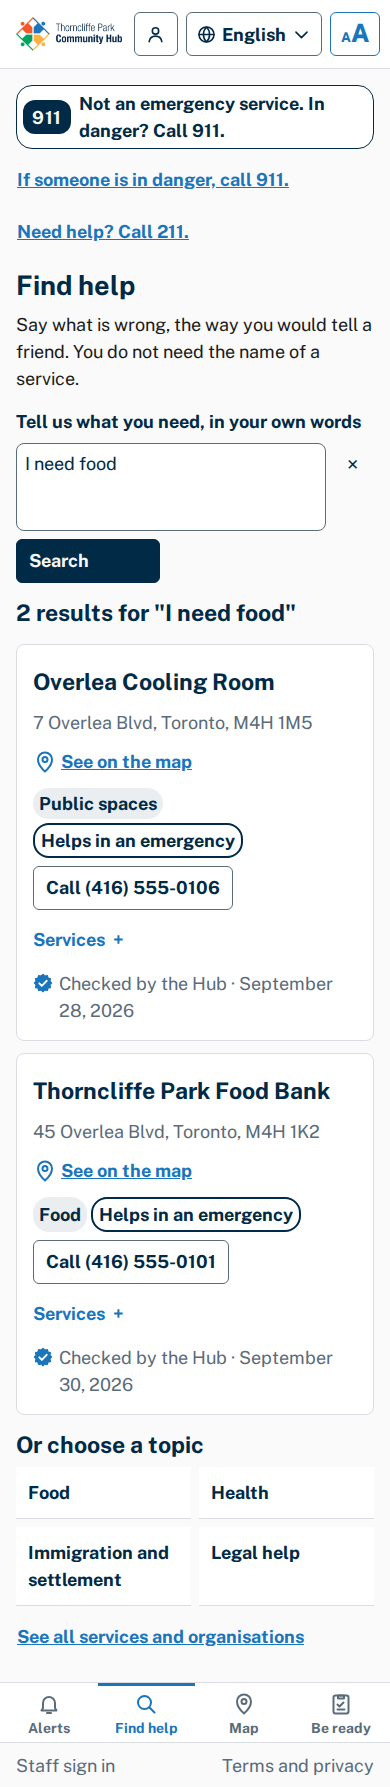 Thorncliffe Park
Community Hub
English
AA
911
Not an emergency service. In
danger? Call 911.
If someone is in danger, call 911.
Need help? Call 211.
Find help
Say what is wrong, the way you would tell a
friend. You do not need the name of a
service.
Tell us what you need, in your own words
I need food
×
Search
2 results for "I need food"
Overlea Cooling Room
7 Overlea Blvd, Toronto, M4H 1M5
See on the map
Public spaces
Helps in an emergency
Call (416) 555-0106
Services +
Checked by the Hub · September
28, 2026
Thorncliffe Park Food Bank
45 Overlea Blvd, Toronto, M4H 1K2
See on the map
Food Helps in an emergency
Call (416) 555-0101
Services +
Checked by the Hub · September
30, 2026
Or choose a topic
Food
Health
Immigration and
settlement
Legal help
See all services and organisations
Alerts
Find help
Map
Be ready
Staff sign in
Terms and privacy